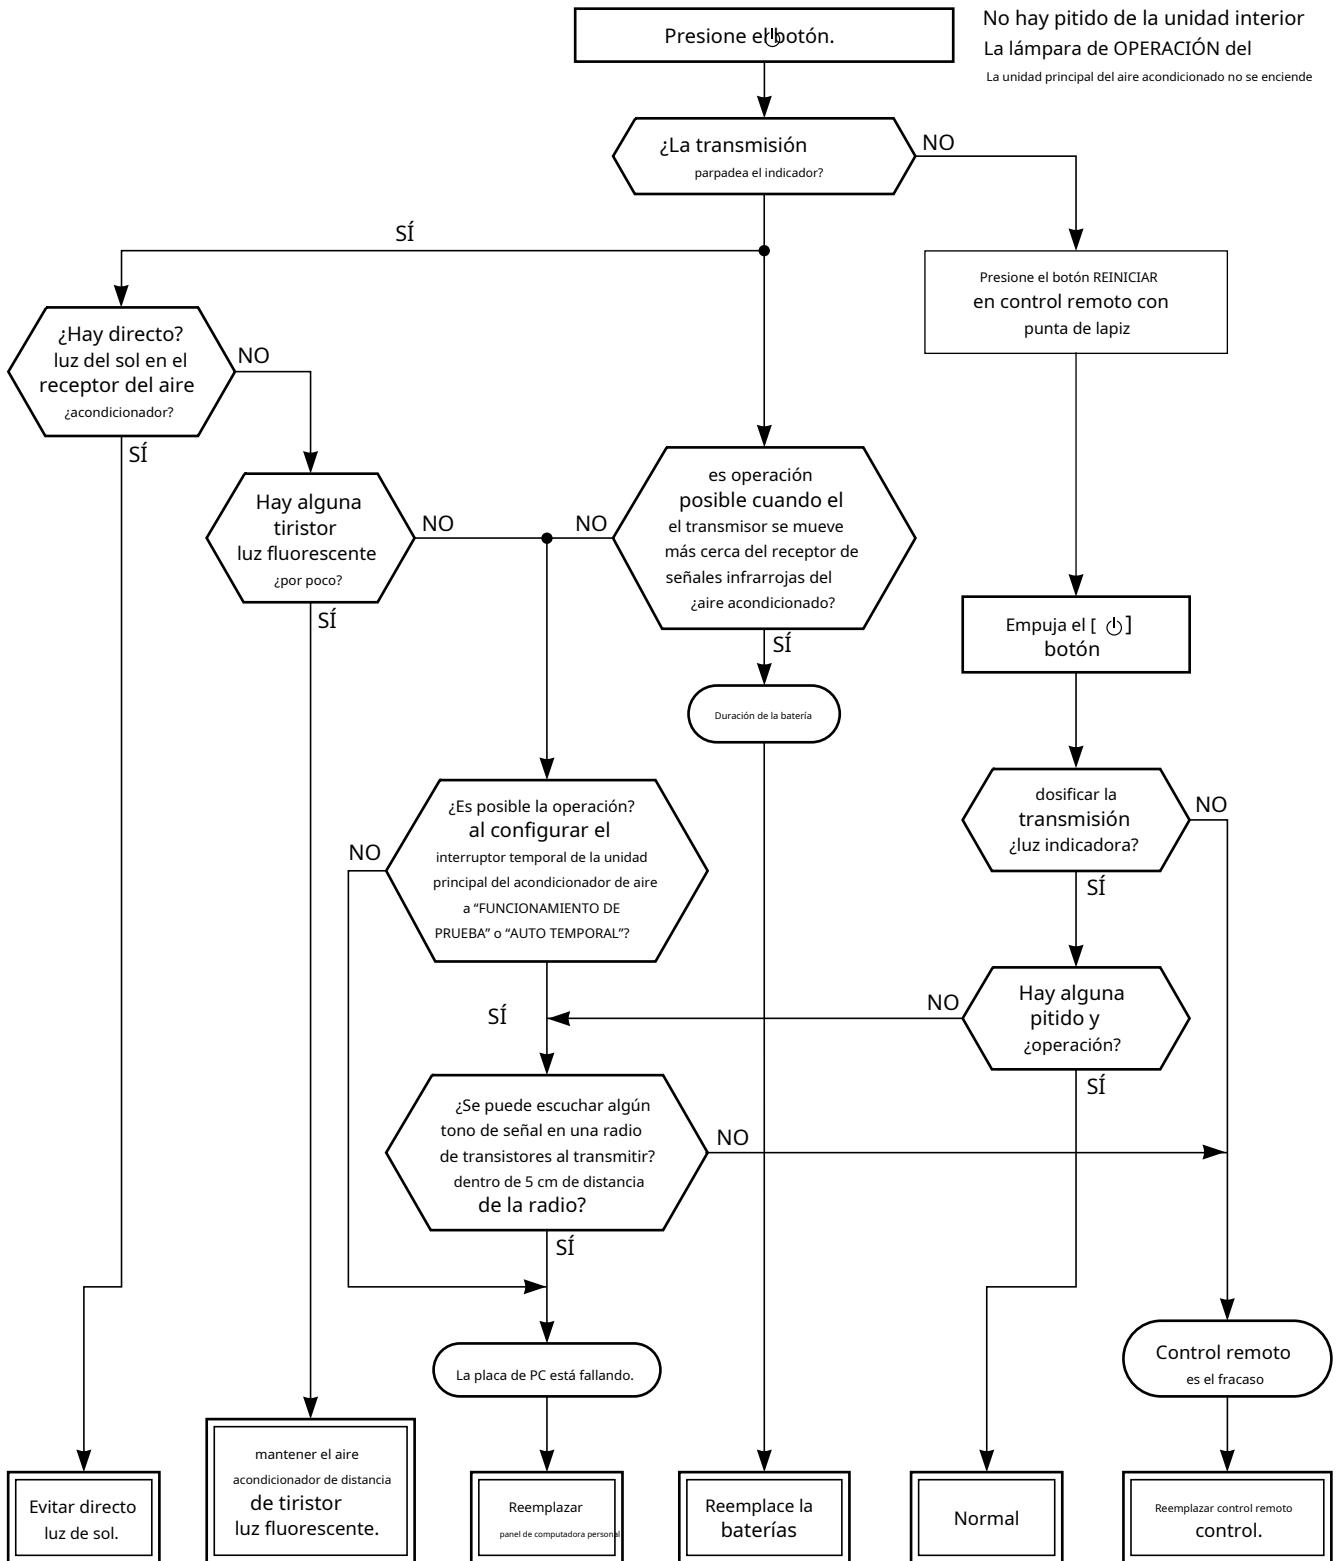 Presione el botón.
No hay pitido de la unidad interior
La lámpara de OPERACIÓN del
La unidad principal del aire acondicionado no se enciende
¿La transmisión
parpadea el indicador?
NO
SÍ
Presione el botón REINICIAR
en control remoto con
punta de lapiz
¿Hay directo?
luz del sol en el
receptor del aire
¿acondicionador?
NO
SÍ
Hay alguna
tiristor
luz fluorescente
¿por poco?
NO
SÍ
NO
es operación
posible cuando el
el transmisor se mueve
más cerca del receptor de
señales infrarrojas del
¿aire acondicionado?
SÍ
Empuja el [ ⏻ ]
botón
Duración de la batería
¿Es posible la operación?
al configurar el
interruptor temporal de la unidad
principal del acondicionador de aire
a “FUNCIONAMIENTO DE
PRUEBA” o “AUTO TEMPORAL”?
NO
SÍ
dosificar la
transmisión
¿luz indicadora?
NO
SÍ
Hay alguna
pitido y
¿operación?
NO
SÍ
¿Se puede escuchar algún
tono de señal en una radio
de transistores al transmitir?
dentro de 5 cm de distancia
de la radio?
NO
SÍ
La placa de PC está fallando.
Control remoto
es el fracaso
Evitar directo
luz de sol.
mantener el aire
acondicionador de distancia
de tiristor
luz fluorescente.
Reemplazar
panel de computadora personal
Reemplace la
baterías
Normal
Reemplazar control remoto
control.